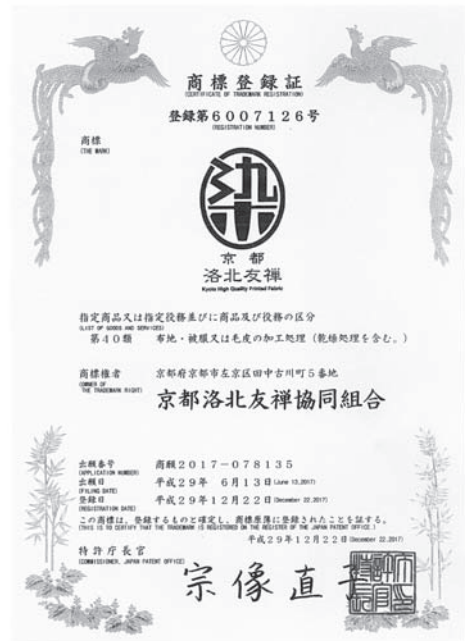 商標登録証
(CERTIFICATE OF TRADEMARK REGISTRATION)
登録第6007126号
(REGISTRATION NUMBER)
商標
(THE MARK)
染
京都
洛北友禅
Kyoto High Quality Printed Fabric
指定商品又は指定役務並びに商品及び役務の区分
(LIST OF GOODS AND SERVICES)
第40類 布地・被服又は毛皮の加工処理(乾燥処理を含む。)
商標権者 京都府京都市左京区田中古川町5番地
(OWNER OF THE TRADEMARK RIGHT)
京都洛北友禅協同組合
出願番号 商願2017-078135
(APPLICATION NUMBER)
出願日 平成29年 6月13日(June 13,2017)
(FILING DATE)
登録日 平成29年12月22日(December 22,2017)
(REGISTRATION DATE)
この商標は、登録するものと確定し、商標原簿に登録されたことを証する。
(THIS IS TO CERTIFY THAT THE TRADEMARK IS REGISTERED ON THE REGISTER OF THE JAPAN PATENT OFFICE.)
平成29年12月22日(December 22,2017)
特許庁長官
(COMMISSIONER, JAPAN PATENT OFFICE)
宗像直子